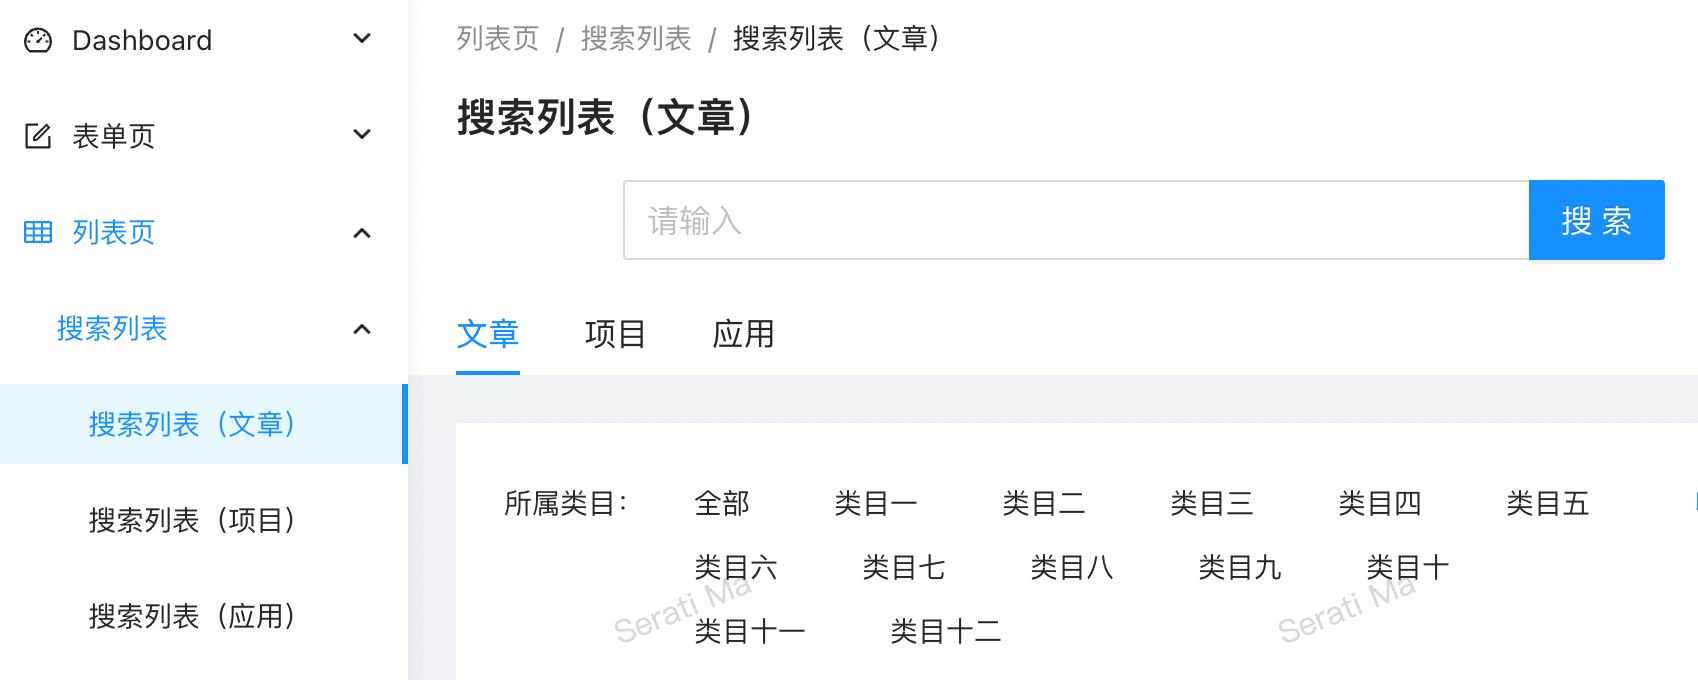 Dashboard
表单页
列表页
搜索列表
搜索列表（文章）
搜索列表（项目）
搜索列表（应用）
列表页 / 搜索列表 / 搜索列表（文章）
搜索列表（文章）
请输入
搜 索
文章 项目 应用
所属类目： 全部 类目一 类目二 类目三 类目四 类目五
类目六 类目七 类目八 类目九 类目十
Serati Ma Serati Ma
类目十一 类目十二